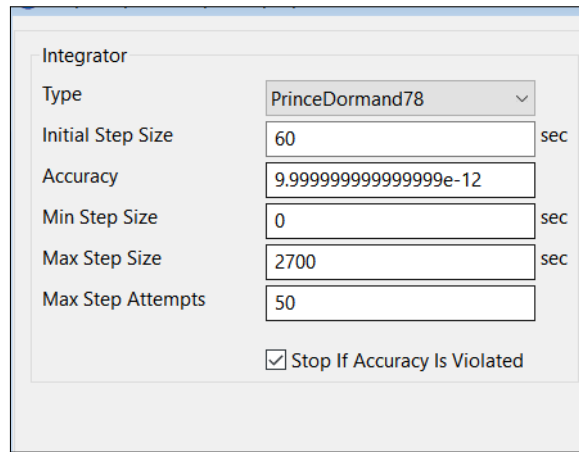 Integrator
Type PrinceDormand78
Initial Step Size 60 sec
Accuracy 9.999999999999999e-12
Min Step Size 0 sec
Max Step Size 2700 sec
Max Step Attempts 50
Stop If Accuracy Is Violated